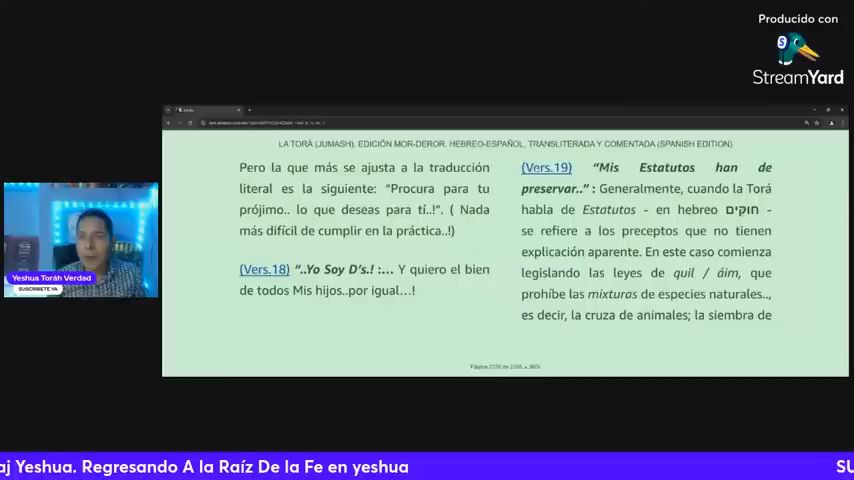 Producido con
StreamYard
LA TORÁ (JUMASH). EDICIÓN MOR-DEROR. HEBREO-ESPAÑOL, TRANSLITERADA Y COMENTADA (SPANISH EDITION)
Pero la que más se ajusta a la traducción
literal es la siguiente: "Procura para tu
prójimo.. lo que deseas para tí..!". ( Nada
más difícil de cumplir en la práctica..!)
(Vers.18) "..Yo Soy D's.! :... Y quiero el bien
de todos Mis hijos..por igual...!
(Vers.19) "Mis Estatutos han de
preservar.." : Generalmente, cuando la Torá
habla de Estatutos - en hebreo חוקים -
se refiere a los preceptos que no tienen
explicación aparente. En este caso comienza
legislando las leyes de quil / áim, que
prohíbe las mixturas de especies naturales..,
es decir, la cruza de animales; la siembra de
Yeshua Toráh Verdad
SUSCRIBETE YA
aj Yeshua. Regresando A la Raíz De la Fe en yeshua
SU